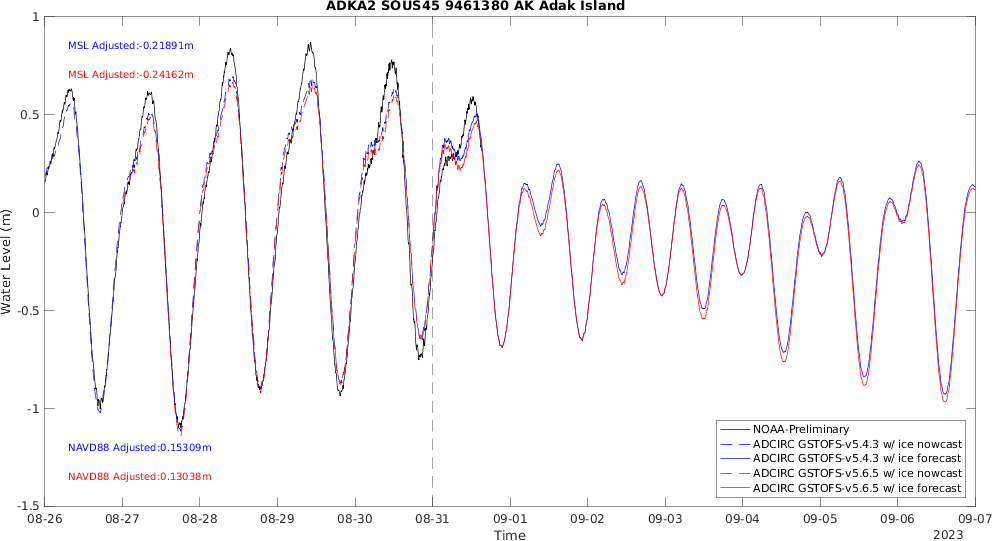 ADKA2 SOUS45 9461380 AK Adak Island
MSL Adjusted:-0.21891m
MSL Adjusted:-0.24162m
NAVD88 Adjusted:0.15309m
NAVD88 Adjusted:0.13038m
Water Level (m)
1
0.5
0
-0.5
-1
-1.5
NOAA-Preliminary
ADCIRC GSTOFS-v5.4.3 w/ ice nowcast
ADCIRC GSTOFS-v5.4.3 w/ ice forecast
ADCIRC GSTOFS-v5.6.5 w/ ice nowcast
ADCIRC GSTOFS-v5.6.5 w/ ice forecast
08-26 08-27 08-28 08-29 08-30 08-31 09-01 09-02 09-03 09-04 09-05 09-06 09-07
Time
2023